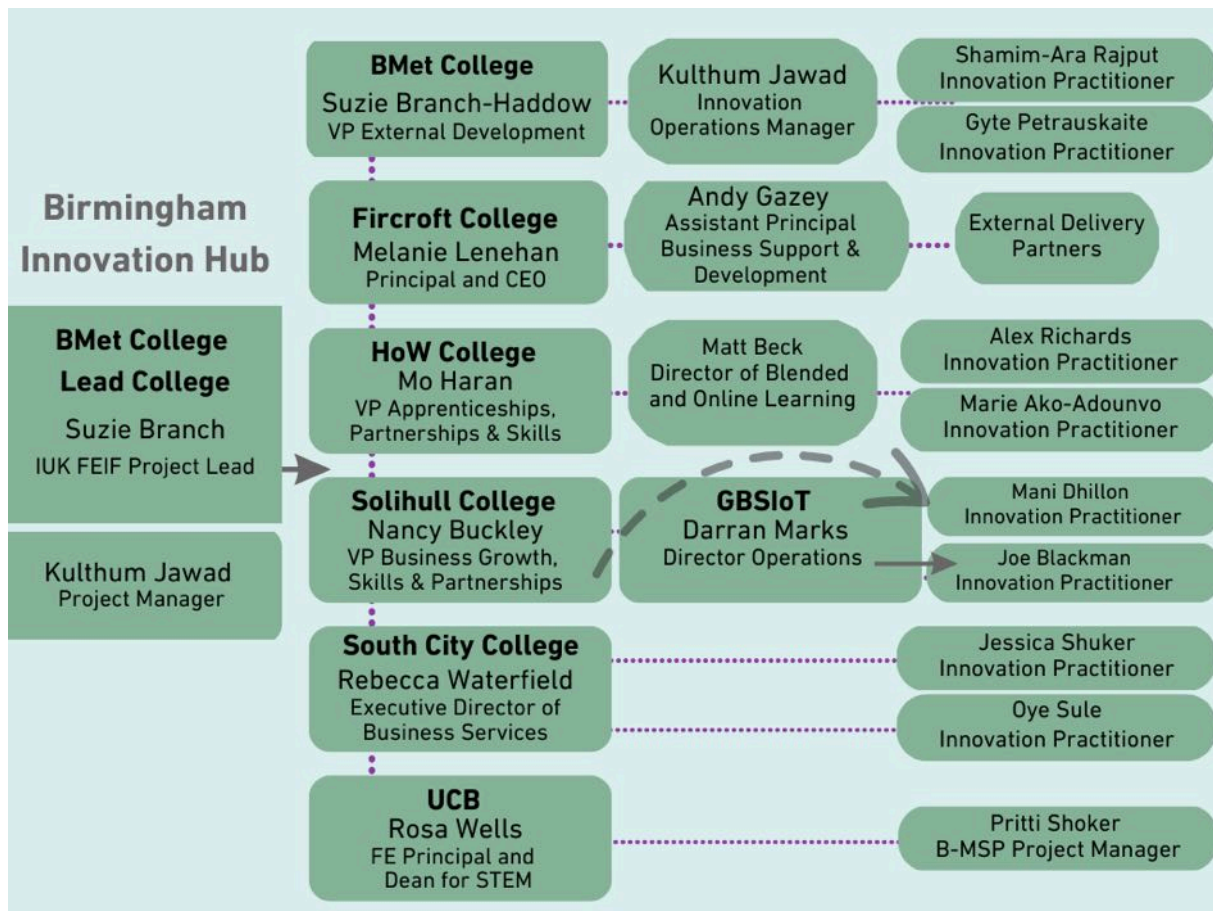 Birmingham
Innovation Hub
BMet College
Lead College
Suzie Branch
IUK FEIF Project Lead
Kulthum Jawad
Project Manager
BMet College
Suzie Branch-Haddow
VP External Development
Kulthum Jawad
Innovation
Operations Manager
Shamim-Ara Rajput
Innovation Practitioner
Gyte Petrauskaite
Innovation Practitioner
Fircroft College
Melanie Lenehan
Principal and CEO
Andy Gazey
Assistant Principal
Business Support &
Development
External Delivery
Partners
HoW College
Mo Haran
VP Apprenticeships,
Partnerships & Skills
Matt Beck
Director of Blended
and Online Learning
Alex Richards
Innovation Practitioner
Marie Ako-Adounvo
Innovation Practitioner
Solihull College
Nancy Buckley
VP Business Growth,
Skills & Partnerships
GBSIoT
Darran Marks
Director Operations
Mani Dhillon
Innovation Practitioner
Joe Blackman
Innovation Practitioner
South City College
Rebecca Waterfield
Executive Director of
Business Services
Jessica Shuker
Innovation Practitioner
Oye Sule
Innovation Practitioner
UCB
Rosa Wells
FE Principal and
Dean for STEM
Pritti Shoker
B-MSP Project Manager